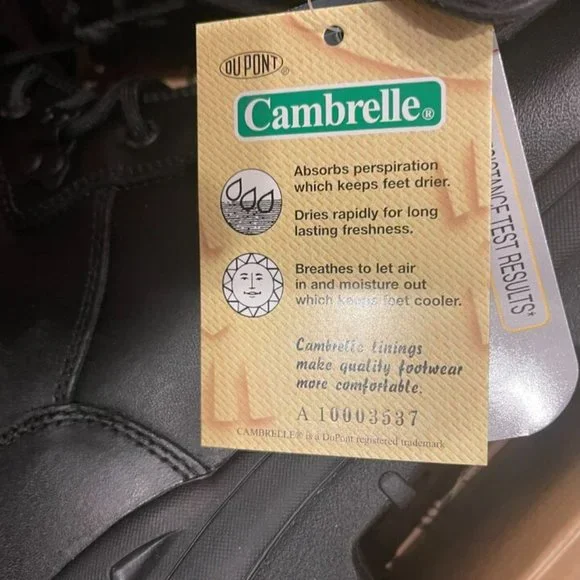 DU PONT®
Cambrelle®
Absorbs perspiration
which keeps feet drier.
Dries rapidly for long
lasting freshness.
Breathes to let air
in and moisture out
which keeps feet cooler.
Cambrelle linings
make quality footwear
more comfortable.
A 10003537
CAMBRELLE® is a DuPont registered trademark
TEST RESULTS*